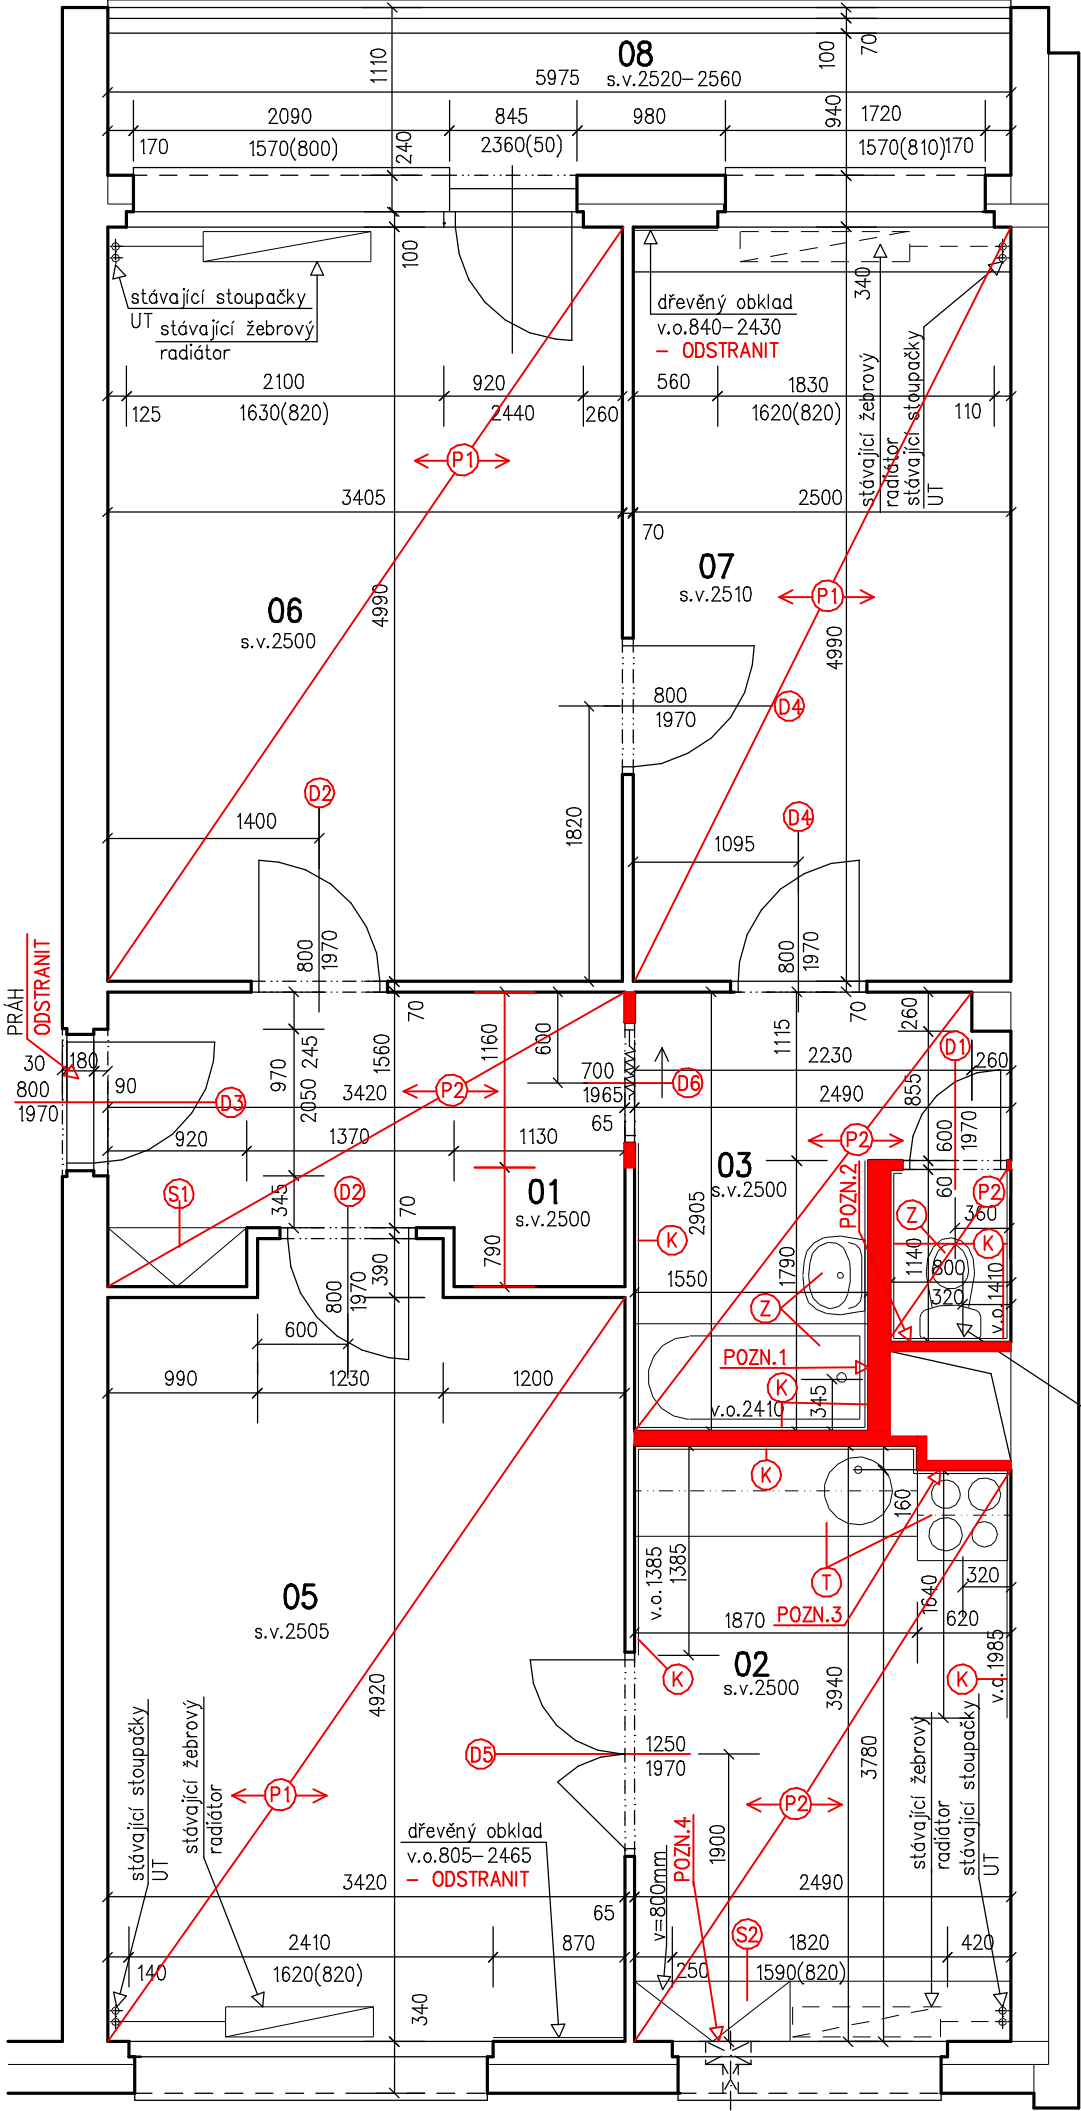 08
5975 s.v.2520-2560
1110
100
70
940
2090
845
980
1720
170
1570(800)
240
2360(50)
1570(810)
170
100
340
stávající stoupačky
UT
stávající žebrový
radiátor
dřevěný obklad
v.o.840-2430
- ODSTRANIT
stávající žebrový
radiátor
stávající stoupačky
UT
2100
920
560
1830
125
1630(820)
2440
260
1620(820)
110
P1
3405
2500
70
06
s.v.2500
4990
07
s.v.2510
P1
4990
800
1970
D4
D2
1400
1820
D4
1095
800
1970
800
1970
PRÁH
ODSTRANIT
30
180
800
1970
90
970
245
2050
1560
70
1160
600
3420
P2
D3
920
1370
1130
345
S1
D2
70
01
s.v.2500
790
390
800
1970
600
700
1965
D6
65
1115
70
260
2230
D1
260
2490
855
P2
600
1970
03
s.v.2500
POZN.2
60
P2
Z
360
K
2905
K
1790
1140
800
320
v.o.1410
1550
Z
POZN.1
K
345
v.o.2410
990
1230
1200
K
160
v.o.1385
1385
T
320
1640
1870
POZN.3
620
05
s.v.2505
02
s.v.2500
K
K
v.o.1985
3940
3780
4920
D5
1250
1970
P1
P2
stávající stoupačky
UT
stávající žebrový
radiátor
dřevěný obklad
v.o.805-2465
- ODSTRANIT
POZN.4
1900
v=800mm
stávající žebrový
radiátor
stávající stoupačky
UT
3420
65
2490
S2
2410
870
1820
420
140
1620(820)
250
1590(820)
340